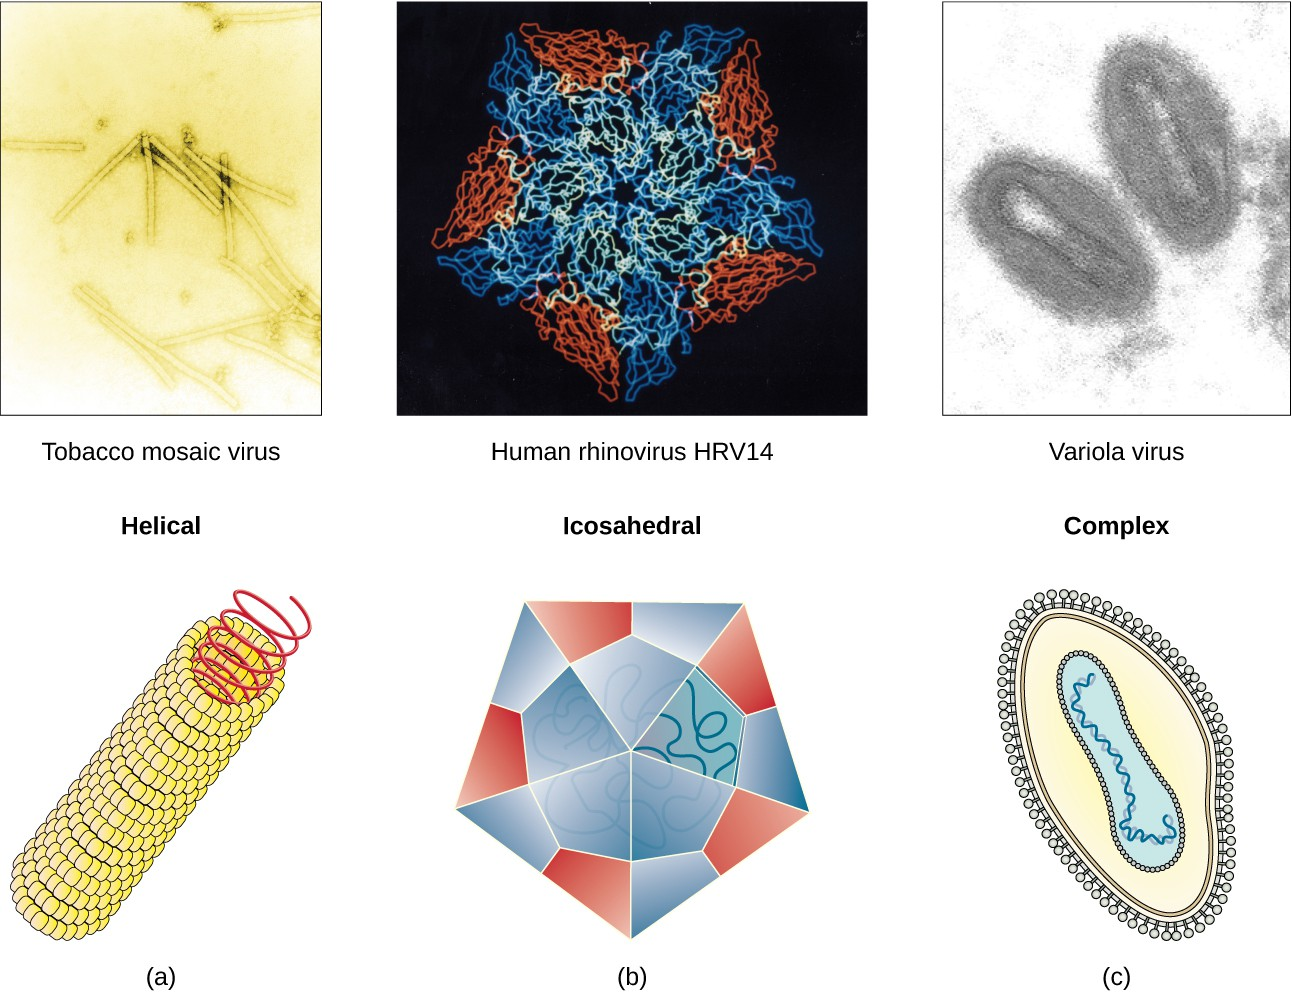 Tobacco mosaic virus
Human rhinovirus HRV14
Variola virus
Helical
Icosahedral
Complex
(a)
(b)
(c)